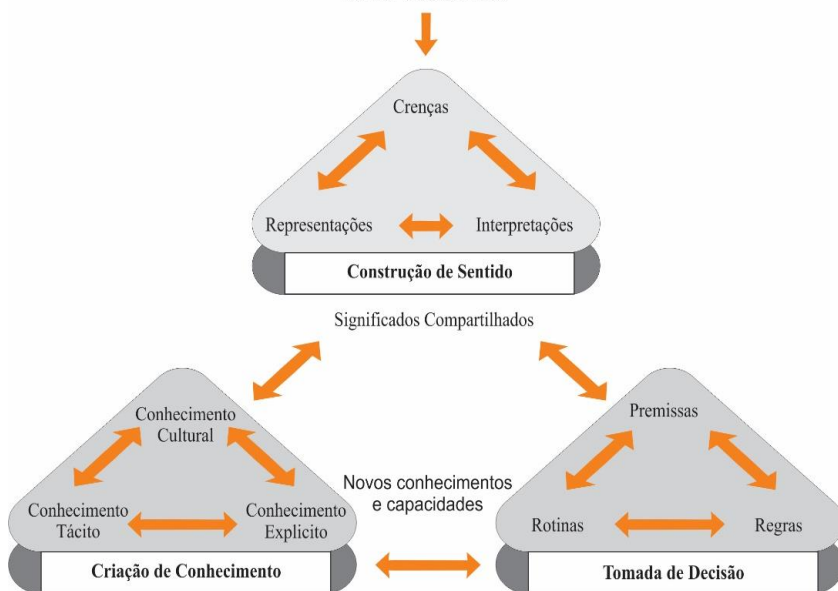 Crenças
Representações
Interpretações
Construção de Sentido
Significados Compartilhados
Conhecimento
Cultural
Conhecimento
Tácito
Conhecimento
Explicito
Criação de Conhecimento
Novos conhecimentos
e capacidades
Premissas
Rotinas
Regras
Tomada de Decisão